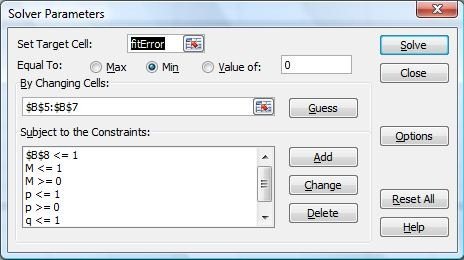 Solver Parameters
Set Target Cell: fitError Solve
Equal To: Max Min Value of: 0 Close
By Changing Cells:
$B$5:$B$7 Guess
Subject to the Constraints: Options
$B$8 <= 1 Add
M <= 1
M >= 0 Change
p <= 1
p >= 0 Delete Reset All
q <= 1 Help